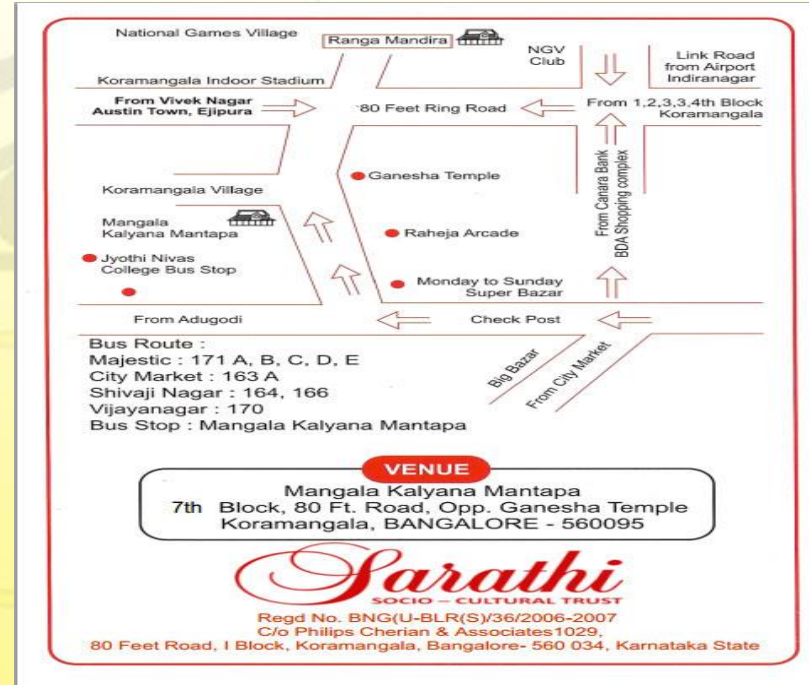 National Games Village
Ranga Mandira
NGV
Club
Link Road
from Airport
Indiranagar
Koramangala Indoor Stadium
From Vivek Nagar
Austin Town, Ejipura
80 Feet Ring Road
From 1,2,3,3,4th Block
Koramangala
Ganesha Temple
From Canara Bank
BDA Shopping complex
Koramangala Village
Mangala
Kalyana Mantapa
Raheja Arcade
Jyothi Nivas
College Bus Stop
Monday to Sunday
Super Bazar
From Adugodi
Check Post
Big Bazar
From City Market
Bus Route :
Majestic : 171 A, B, C, D, E
City Market : 163 A
Shivaji Nagar : 164, 166
Vijayanagar : 170
Bus Stop : Mangala Kalyana Mantapa
VENUE
Mangala Kalyana Mantapa
7th Block, 80 Ft. Road, Opp. Ganesha Temple
Koramangala, BANGALORE - 560095
Sarathi
SOCIO – CULTURAL TRUST
Regd No. BNG(U-BLR(S)/36/2006-2007
C/o Philips Cherian & Associates1029,
80 Feet Road, I Block, Koramangala, Bangalore- 560 034, Karnataka State